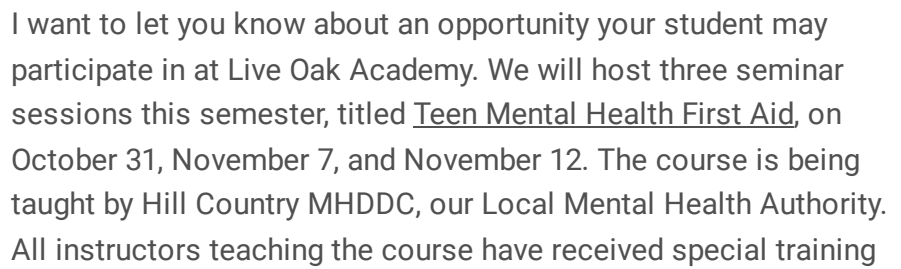 I want to let you know about an opportunity your student may
participate in at Live Oak Academy. We will host three seminar
sessions this semester, titled Teen Mental Health First Aid, on
October 31, November 7, and November 12. The course is being
taught by Hill Country MHDDC, our Local Mental Health Authority.
All instructors teaching the course have received special training